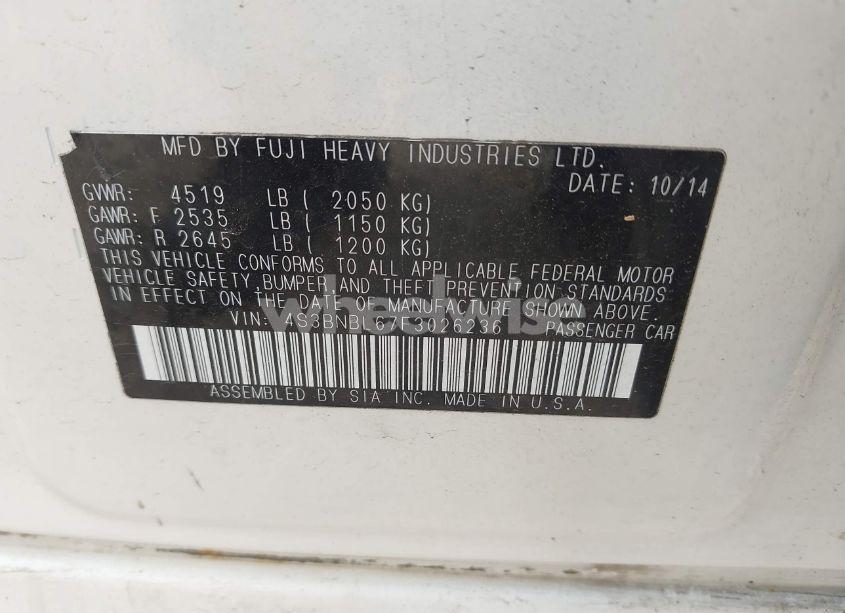 MFD BY FUJI HEAVY INDUSTRIES LTD.
DATE: 10/14
GVWR: 4519 LB ( 2050 KG)
GAWR: F 2535 LB ( 1150 KG)
GAWR: R 2645 LB ( 1200 KG)
THIS VEHICLE CONFORMS TO ALL APPLICABLE FEDERAL MOTOR
VEHICLE SAFETY, BUMPER, AND THEFT PREVENTION STANDARDS
IN EFFECT ON THE DATE OF MANUFACTURE SHOWN ABOVE.
wheelwise
VIN: 4S3BNBL67F3026236 PASSENGER CAR
ASSEMBLED BY SIA INC. MADE IN U.S.A.